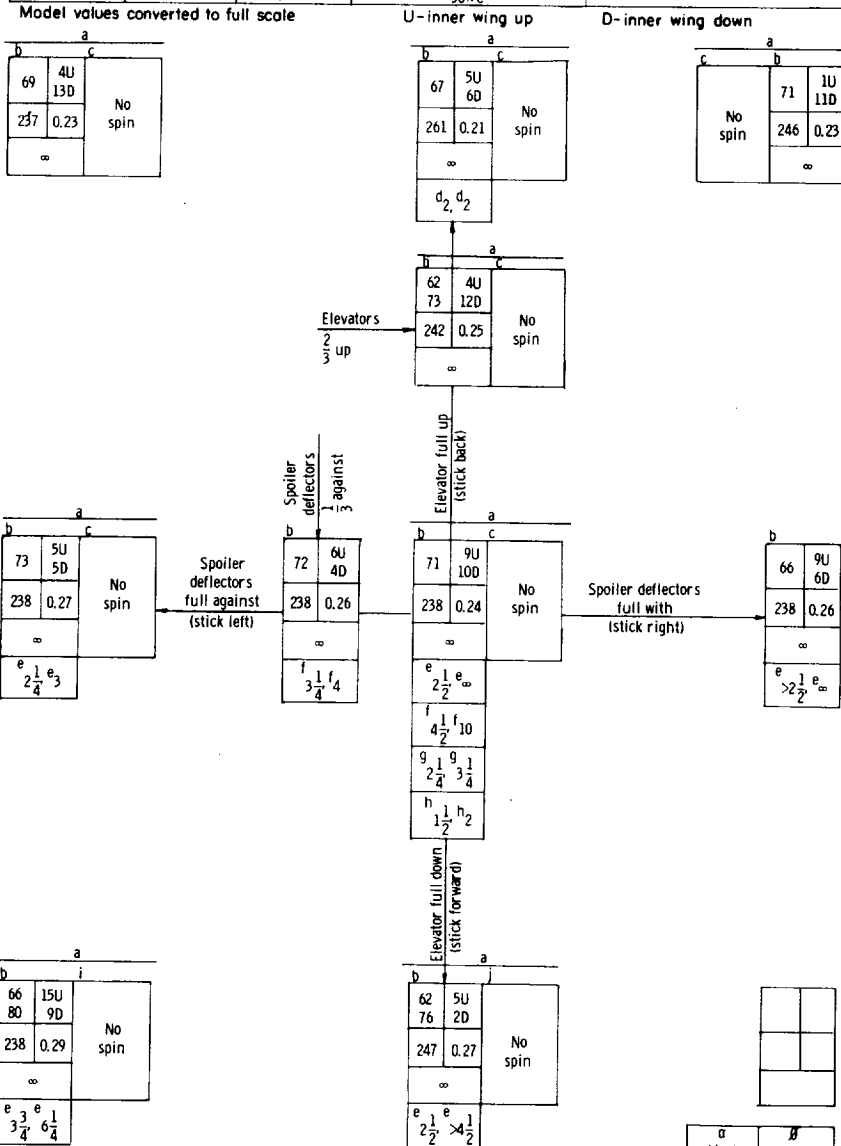 Model values converted to full scale U-inner wing up D-inner wing down
a
b c
69 4U
13D
No
spin
237 0.23
∞
a
b c
67 5U
6D
No
spin
261 0.21
∞
d2, d2
a
c b
No
spin
71 1U
11D
246 0.23
∞
Elevators
2/3 up
a
b c
62 4U
73 12D
No
spin
242 0.25
∞
Elevator full up
(stick back)
Spoiler
deflectors
1/3 against
a
b c
73 5U
5D
No
spin
238 0.27
∞
e 2 1/4, e 3
Spoiler
deflectors
full against
(stick left)
b
72 6U
4D
238 0.26
∞
f 3 1/4, f 4
a
b c
71 9U
10D
No
spin
238 0.24
∞
e 2 1/2, e ∞
f 4 1/2, f 10
g 2 1/4, g 3 1/4
h 1 1/2, h 2
Spoiler deflectors
full with
(stick right)
b
66 9U
6D
238 0.26
∞
e >2 1/2, e ∞
Elevator full down
(stick forward)
a
b i
66 15U
80 9D
No
spin
238 0.29
∞
e 3 3/4, e 6 1/4
a
b j
62 5U
76 2D
No
spin
247 0.27
∞
e 2 1/2, e >4 1/2
α ø